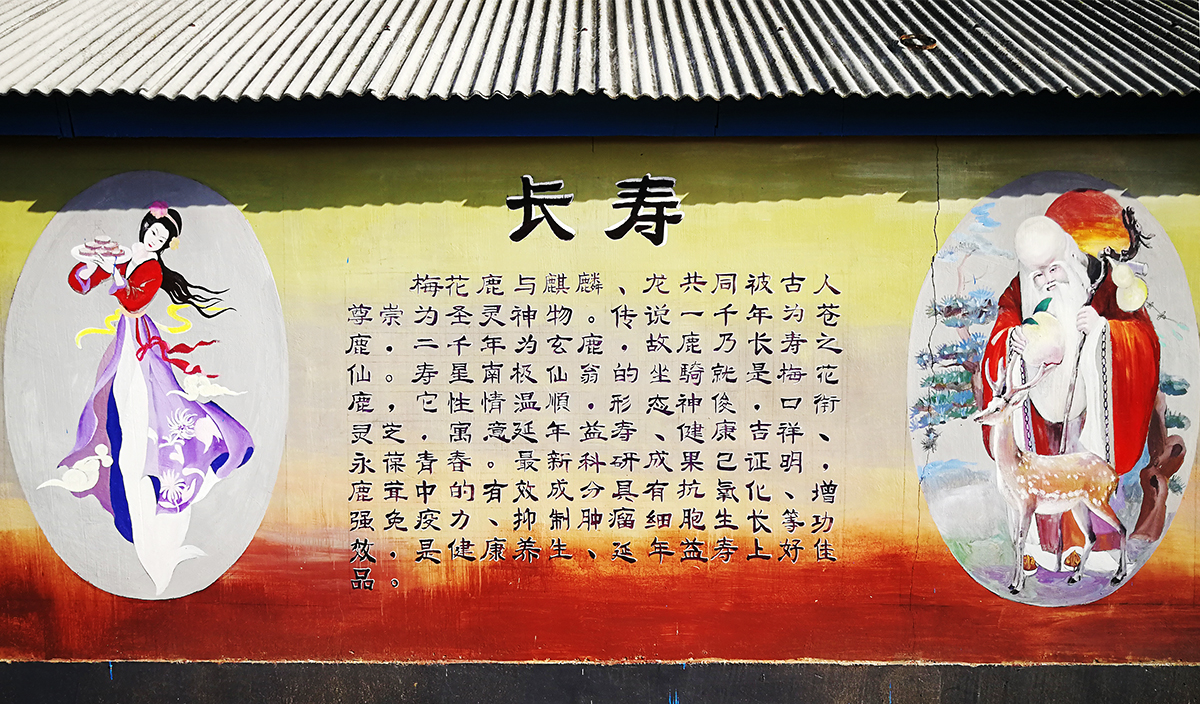 长寿
梅花鹿与麒麟、龙共同被古人
尊崇为圣灵神物。传说一千年为苍
鹿，二千年为玄鹿，故鹿乃长寿之
仙。寿星南极仙翁的坐騎就是梅花
鹿，它性情温順，形态神俊，口衔
灵芝，寓意延年益寿、健康吉祥、
永葆青春。最新科研成果已证明，
鹿茸中的有效成分具有抗氧化、增
强免疫力、抑制肿瘤细胞生长等功
效，是健康养生、延年益寿上好佳
品。